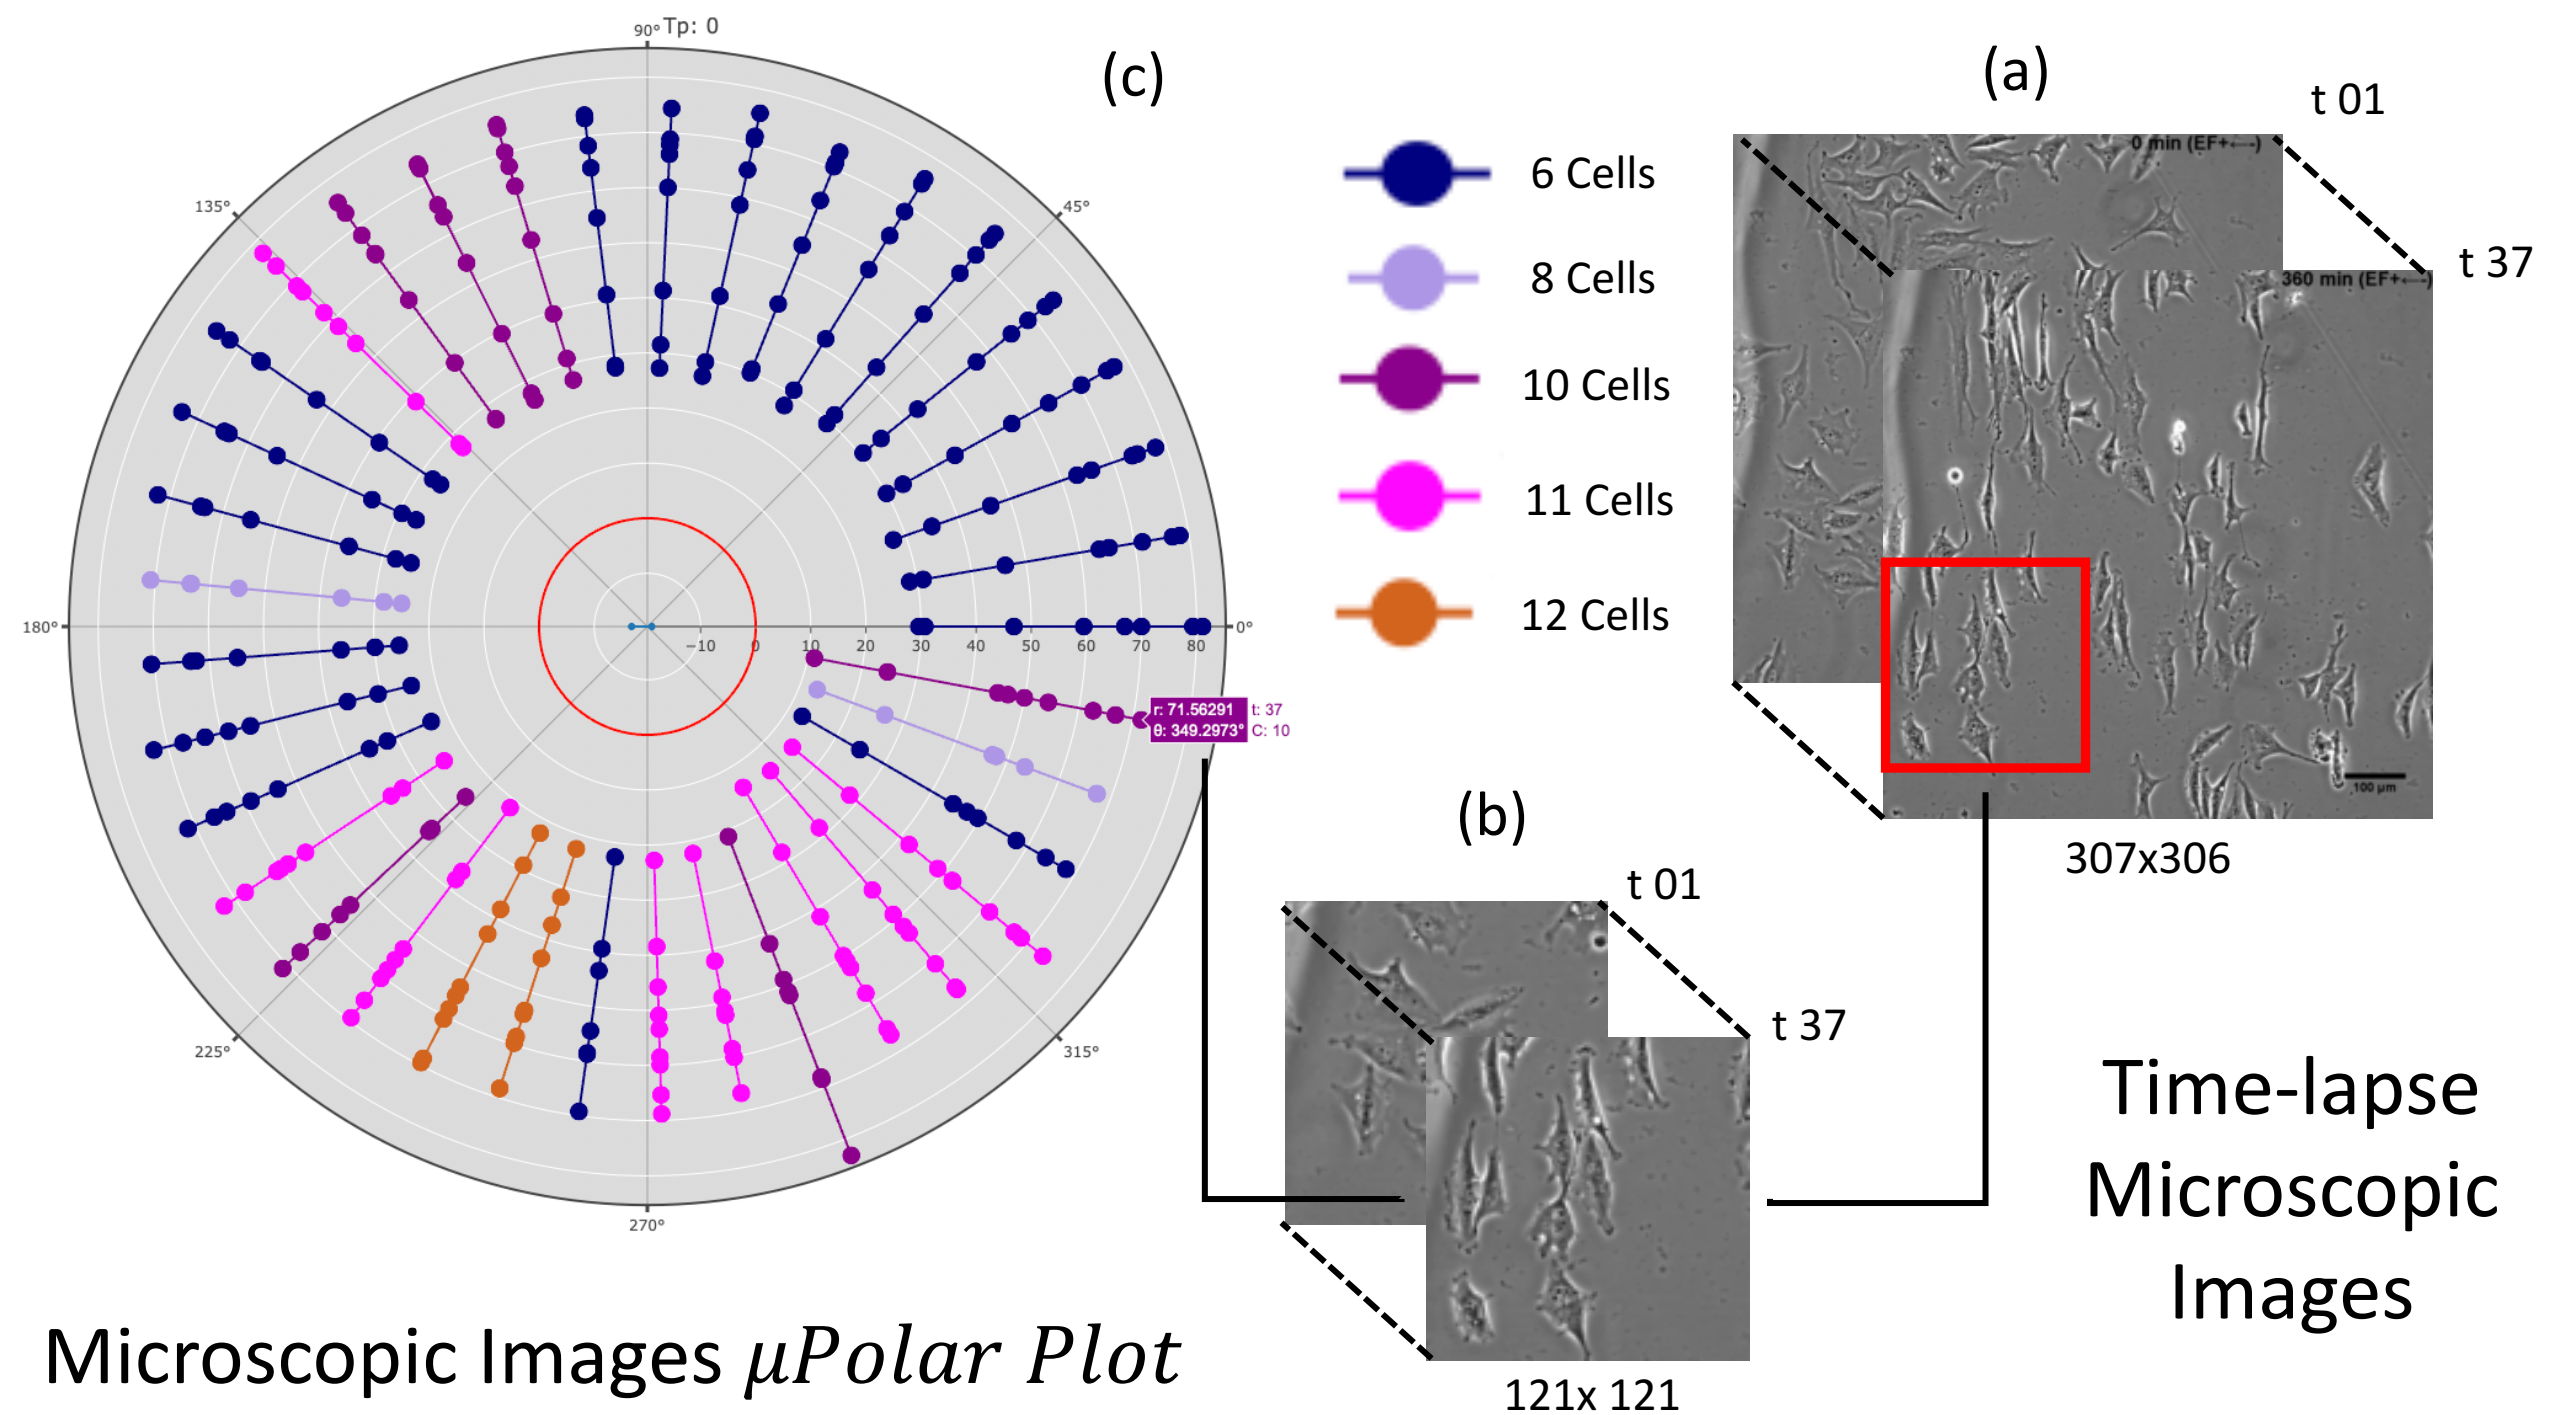 90° Tp: 0
(c)
(a)
t 01
0 min (EF+←--)
6 Cells
135°
45°
8 Cells
t 37
360 min (EF+←--)
10 Cells
11 Cells
12 Cells
180°
0°
−10
0
10
20
30
40
50
60
70
80
r: 71.56291 t: 37
θ: 349.2973° C: 10
100 µm
(b)
307x306
t 01
225°
315°
t 37
270°
121x 121
Time-lapse
Microscopic
Images
Microscopic Images µPolar Plot